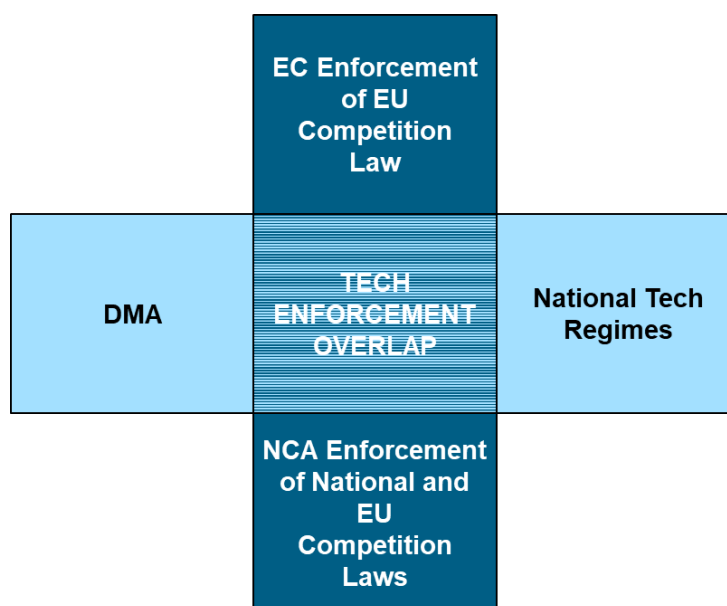 EC Enforcement
of EU
Competition
Law
DMA
TECH
ENFORCEMENT
OVERLAP
National Tech
Regimes
NCA Enforcement
of National and
EU
Competition
Laws